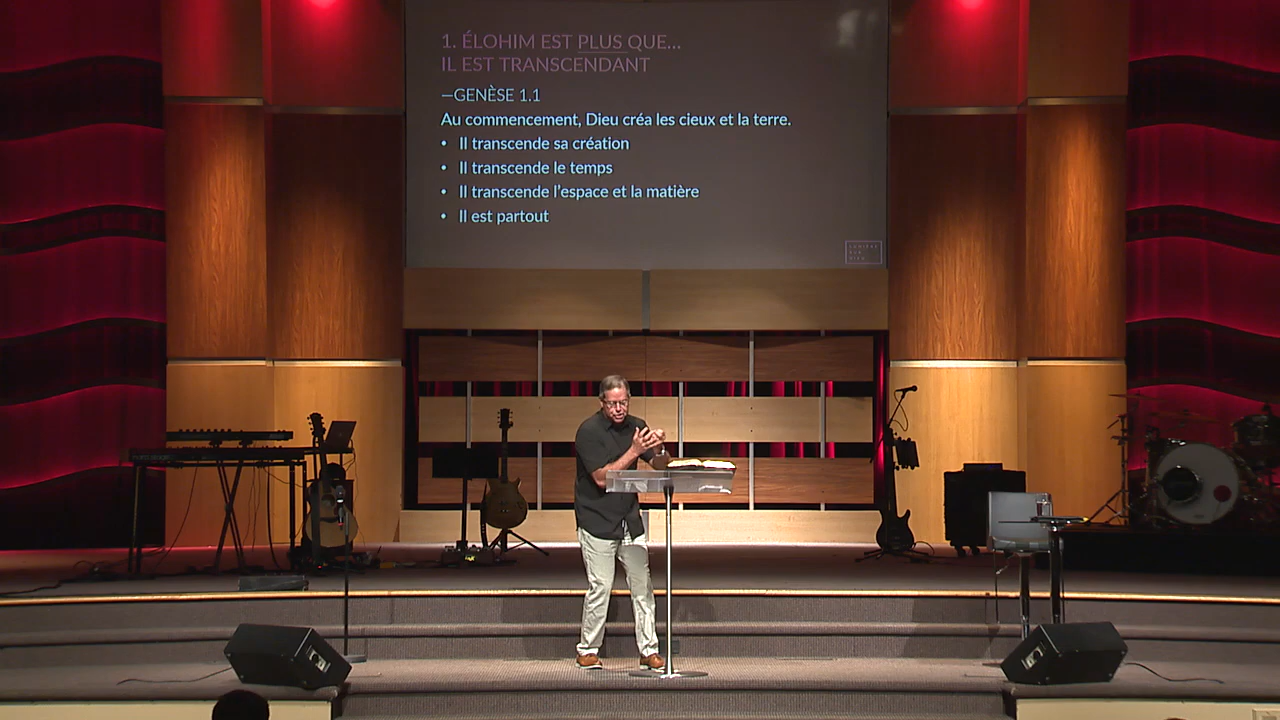 1. ÉLOHIM EST PLUS QUE...
IL EST TRANSCENDANT
—GENÈSE 1.1
Au commencement, Dieu créa les cieux et la terre.
• Il transcende sa création
• Il transcende le temps
• Il transcende l'espace et la matière
• Il est partout